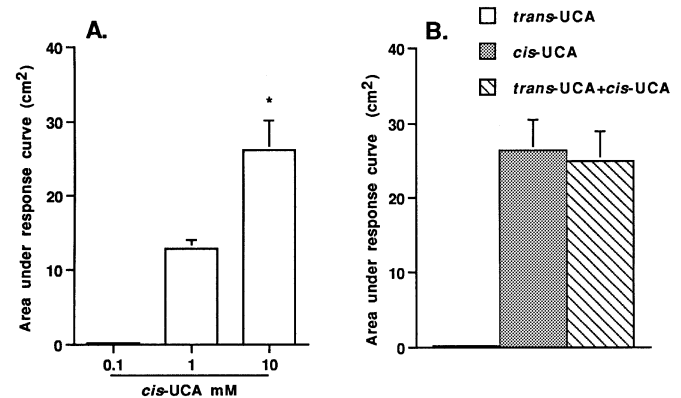 A.
Area under response curve (cm2)
40
30
20
10
0
*
0.1 1 10
cis-UCA mM
B.
trans-UCA
cis-UCA
trans-UCA+cis-UCA
Area under response curve (cm2)
40
30
20
10
0